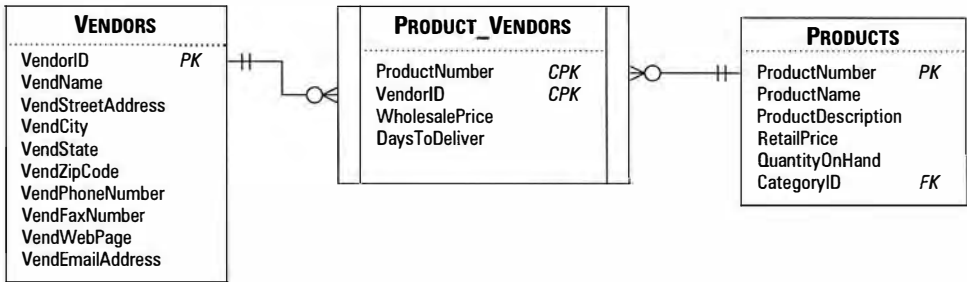 VENDORS
VendorID PK
VendName
VendStreetAddress
VendCity
VendState
VendZipCode
VendPhoneNumber
VendFaxNumber
VendWebPage
VendEmailAddress
PRODUCT_VENDORS
ProductNumber CPK
VendorID CPK
WholesalePrice
DaysToDeliver
PRODUCTS
ProductNumber PK
ProductName
ProductDescription
RetailPrice
QuantityOnHand
CategoryID FK